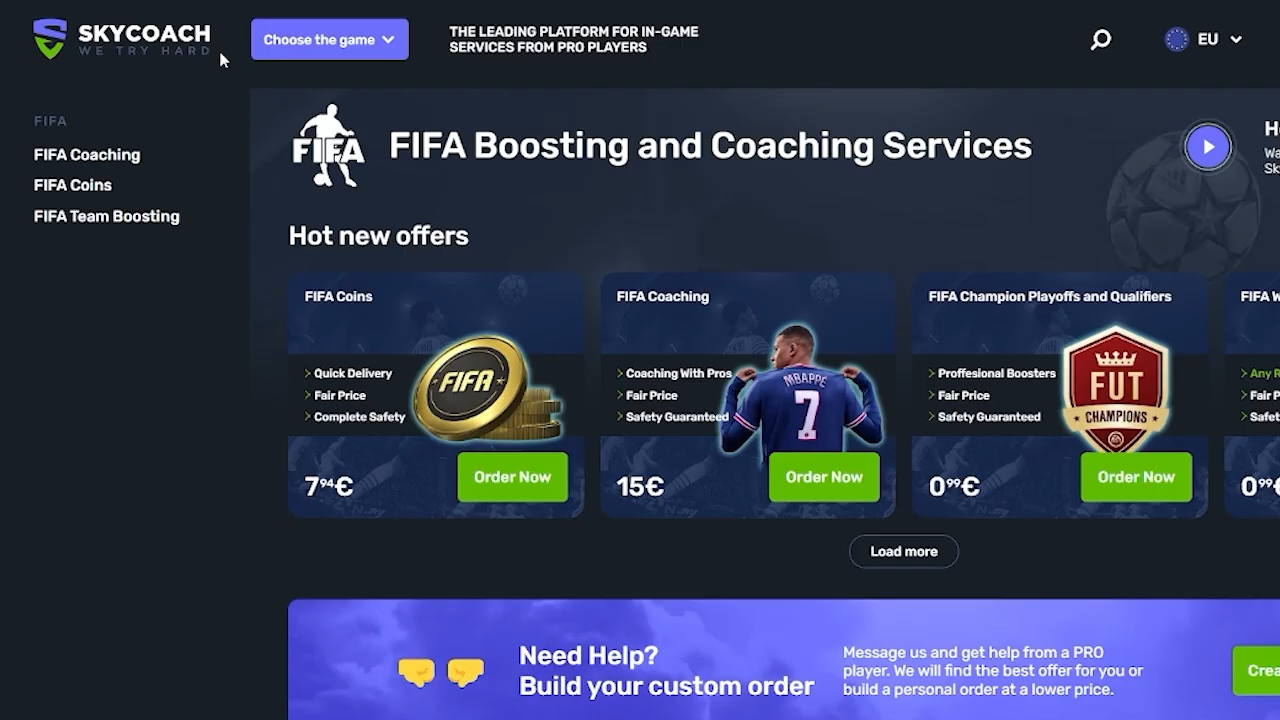 SKYCOACH
WE TRY HARD
Choose the game
THE LEADING PLATFORM FOR IN-GAME
SERVICES FROM PRO PLAYERS
EU
FIFA
FIFA Coaching
FIFA Coins
FIFA Team Boosting
FIFA
FIFA Boosting and Coaching Services
Hot new offers
FIFA Coins
Quick Delivery
Fair Price
Complete Safety
FIFA
7⁹⁴€
Order Now
FIFA Coaching
Coaching With Pros
Fair Price
Safety Guaranteed
MBAPPÉ
7
15€
Order Now
FIFA Champion Playoffs and Qualifiers
Proffesional Boosters
Fair Price
Safety Guaranteed
FUT
CHAMPIONS
0⁹⁹€
Order Now
FIFA
Any
Fair
0⁹⁹€
Load more
Need Help?
Build your custom order
Message us and get help from a PRO
player. We will find the best offer for you or
build a personal order at a lower price.